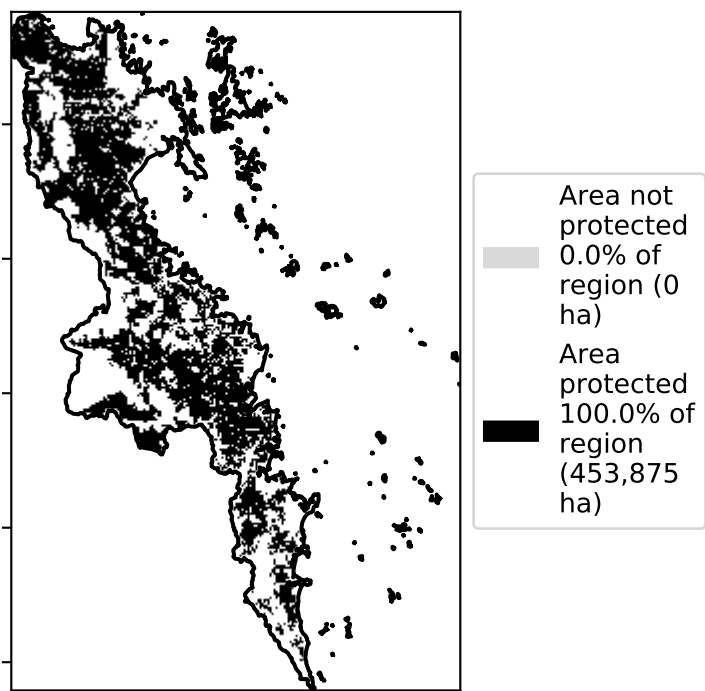 Area not
protected
0.0% of
region (0
ha)
Area
protected
100.0% of
region
(453,875
ha)